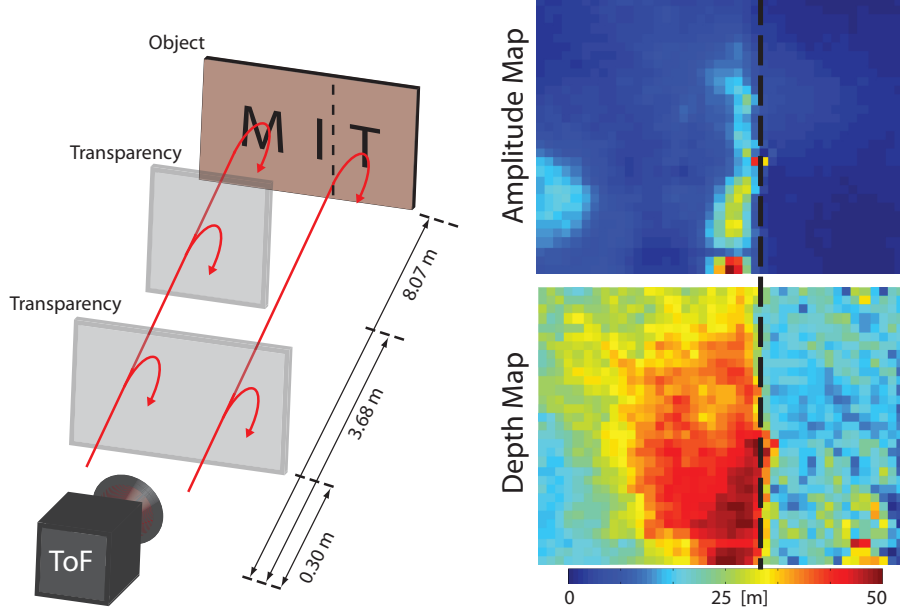 Object
M I T
Transparency
Transparency
8.07 m
3.68 m
0.30 m
ToF
Amplitude Map
Depth Map
0 25 [m] 50